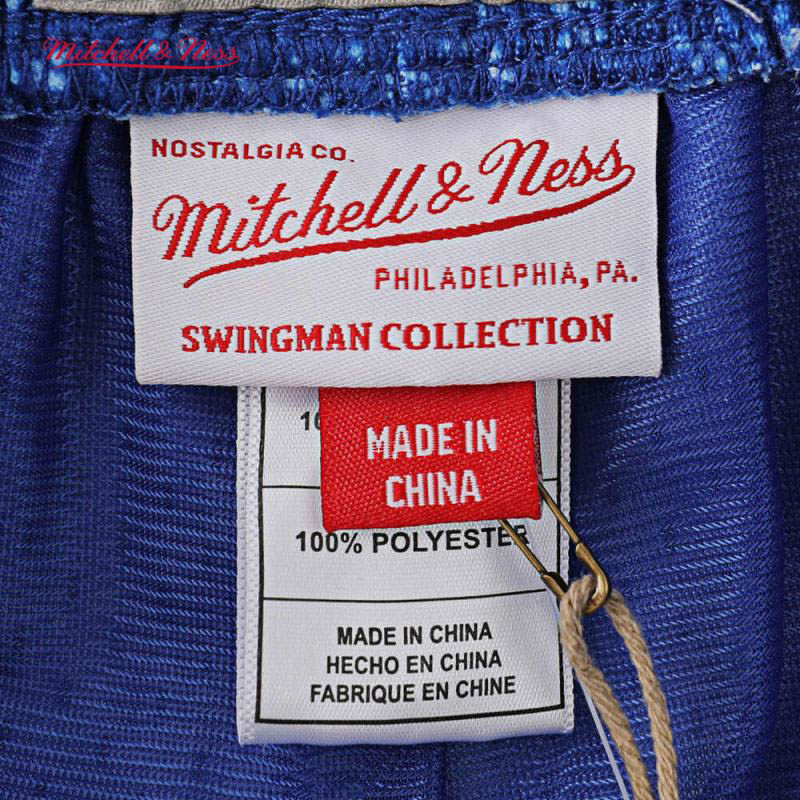 Mitchell & Ness
NOSTALGIA CO.
Mitchell & Ness
PHILADELPHIA, PA.
SWINGMAN COLLECTION
MADE IN
CHINA
100% POLYESTER
MADE IN CHINA
HECHO EN CHINA
FABRIQUE EN CHINE